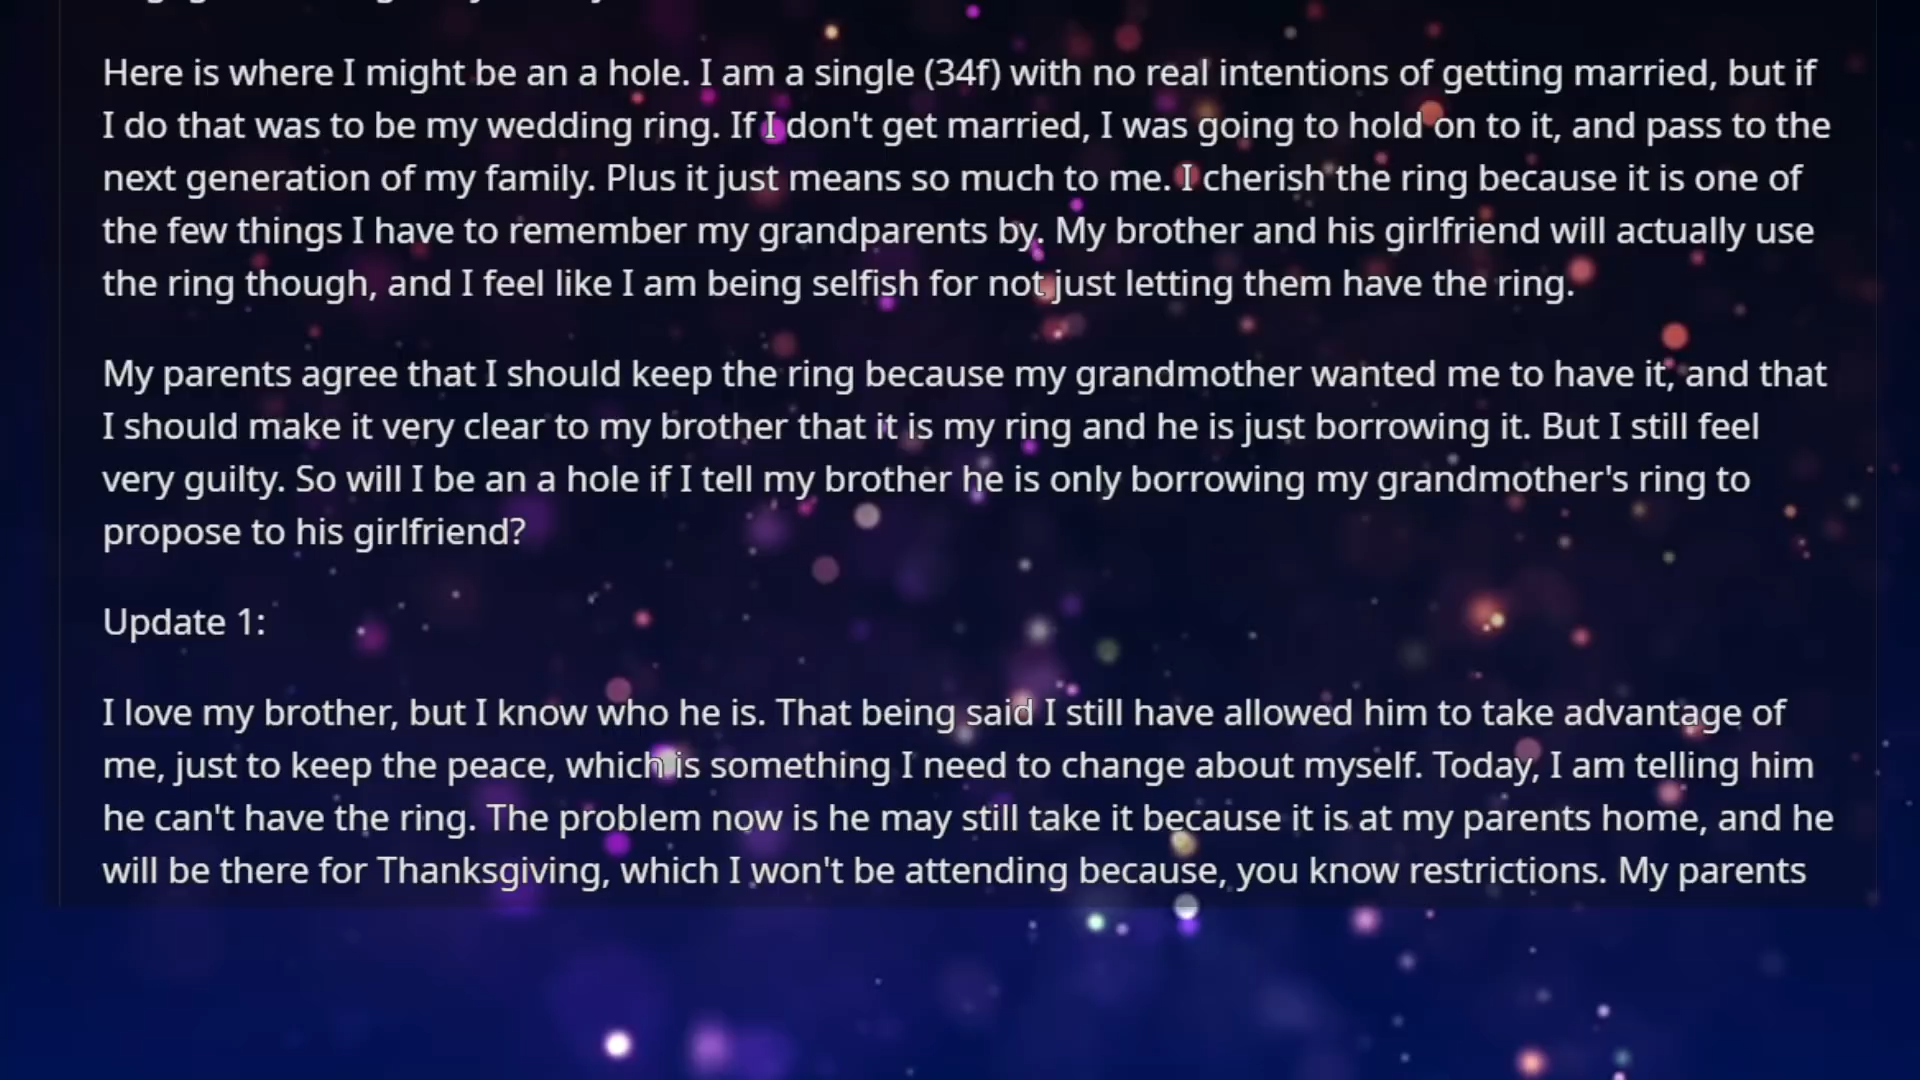 Here is where I might be an a hole. I am a single (34f) with no real intentions of getting married, but if
I do that was to be my wedding ring. If I don't get married, I was going to hold on to it, and pass to the
next generation of my family. Plus it just means so much to me. I cherish the ring because it is one of
the few things I have to remember my grandparents by. My brother and his girlfriend will actually use
the ring though, and I feel like I am being selfish for not just letting them have the ring.
My parents agree that I should keep the ring because my grandmother wanted me to have it, and that
I should make it very clear to my brother that it is my ring and he is just borrowing it. But I still feel
very guilty. So will I be an a hole if I tell my brother he is only borrowing my grandmother's ring to
propose to his girlfriend?
Update 1:
I love my brother, but I know who he is. That being said I still have allowed him to take advantage of
me, just to keep the peace, which is something I need to change about myself. Today, I am telling him
he can't have the ring. The problem now is he may still take it because it is at my parents home, and he
will be there for Thanksgiving, which I won't be attending because, you know restrictions. My parents